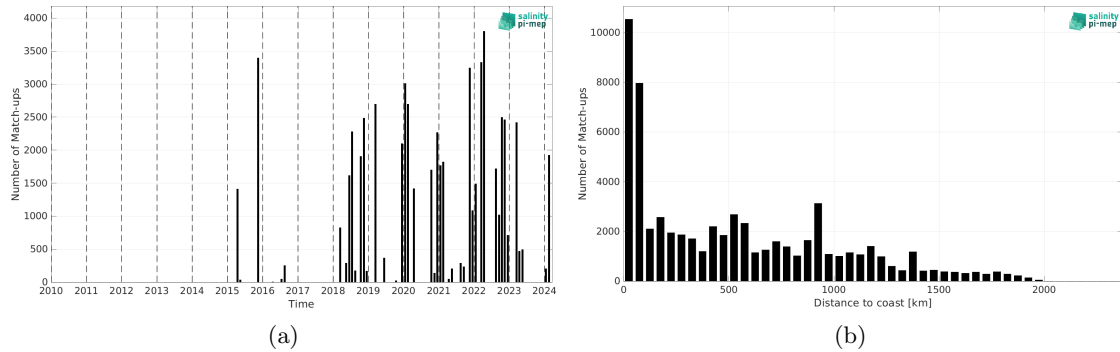 4000
3500
3000
2500
2000
1500
1000
500
0
Number of Match-ups
2010 2011 2012 2013 2014 2015 2016 2017 2018 2019 2020 2021 2022 2023 2024
Time
salinity
pi-mep
(a)
10000
8000
6000
4000
2000
0
Number of Match-ups
0 500 1000 1500 2000
Distance to coast [km]
salinity
pi-mep
(b)